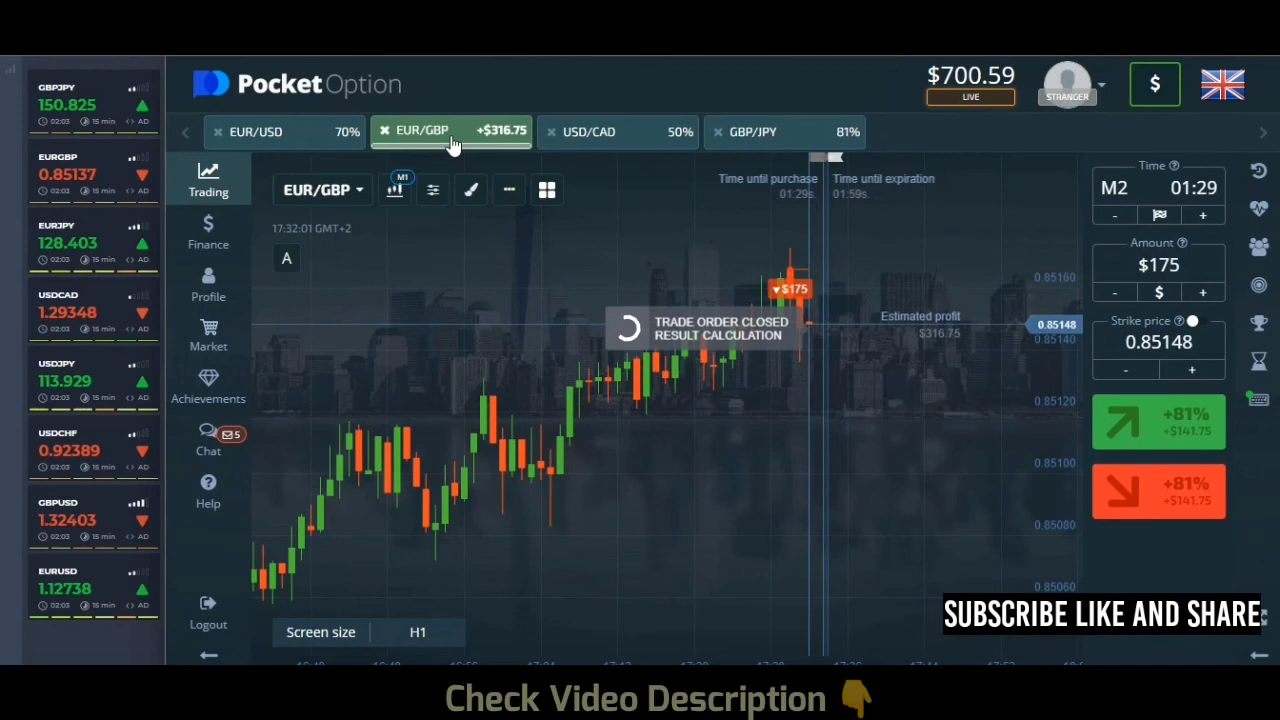 PocketOption
$700.59
LIVE
STRANGER
$
EUR/USD 70%
EUR/GBP +$316.75
USD/CAD 50%
GBP/JPY 81%
GBPJPY
150.825
02:03 15 min AD
EURGBP
0.85137
02:03 15 min AD
EURJPY
128.403
02:03 15 min AD
USDCAD
1.29348
02:03 15 min AD
USDJPY
113.929
02:03 15 min AD
USDCHF
0.92389
02:03 15 min AD
GBPUSD
1.32403
02:03 15 min AD
EURUSD
1.12738
02:03 15 min AD
Trading
Finance
Profile
Market
Achievements
Chat 5
Help
Logout
EUR/GBP
M1
17:32:01 GMT+2
A
Time until purchase
01:29s.
Time until expiration
01:59s.
$175
TRADE ORDER CLOSED
RESULT CALCULATION
Estimated profit
$316.75
0.85160
0.85148
0.85140
0.85120
0.85100
0.85080
0.85060
Screen size H1
Time
M2 01:29
- +
Amount
$175
- $ +
Strike price
0.85148
- +
+81%
+$141.75
+81%
+$141.75
SUBSCRIBE LIKE AND SHARE
Check Video Description